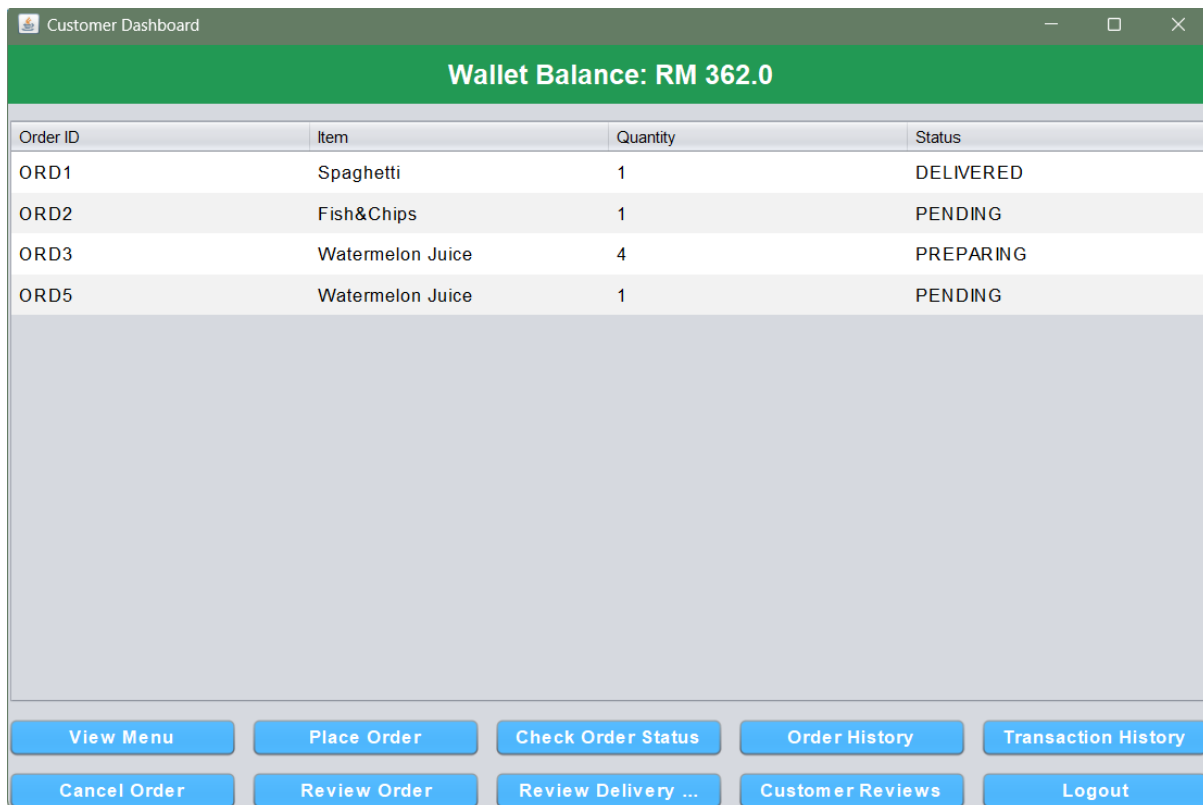 Customer Dashboard
Wallet Balance: RM 362.0
Order ID Item Quantity Status
ORD1 Spaghetti 1 DELIVERED
ORD2 Fish&Chips 1 PENDING
ORD3 Watermelon Juice 4 PREPARING
ORD5 Watermelon Juice 1 PENDING
View Menu Place Order Check Order Status Order History Transaction History
Cancel Order Review Order Review Delivery ... Customer Reviews Logout